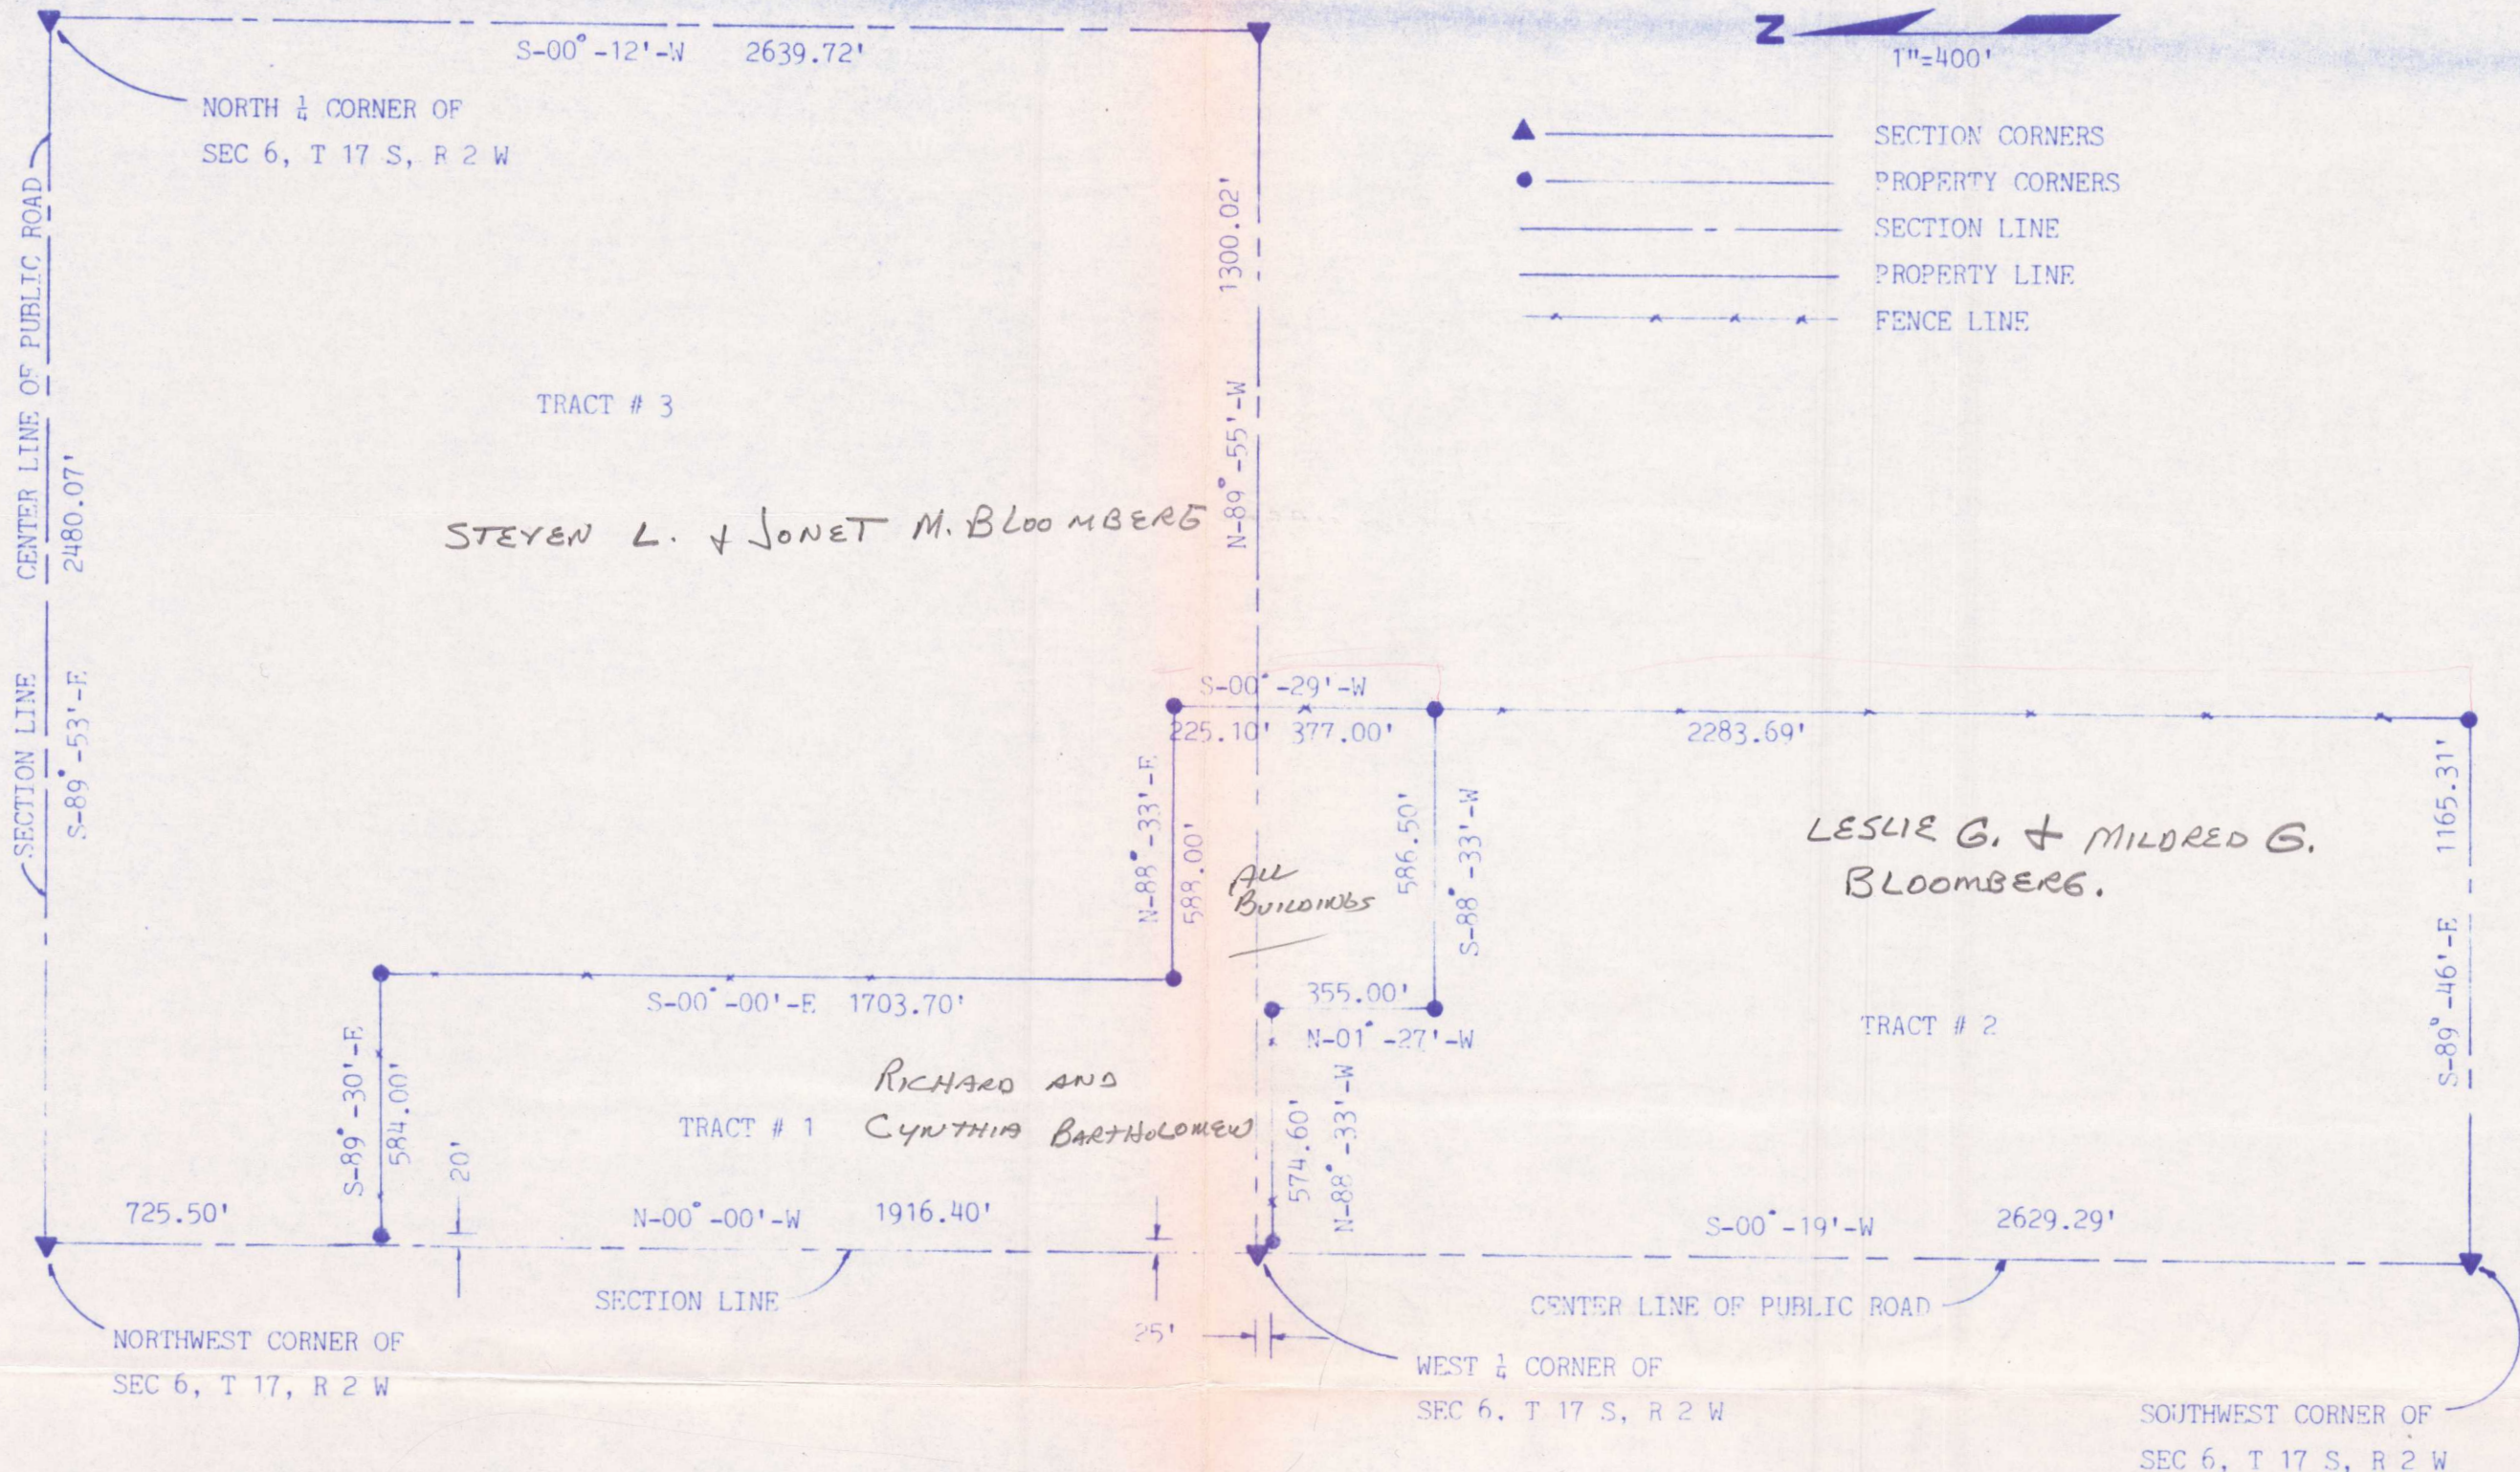 S-00°-12'-W 2639.72'
N
1"=400'
NORTH ¼ CORNER OF
SEC 6, T 17 S, R 2 W
SECTION CORNERS
PROPERTY CORNERS
SECTION LINE
PROPERTY LINE
FENCE LINE
SECTION LINE CENTER LINE OF PUBLIC ROAD
S-89°-53'-E 2480.07'
N-89°-55'-W 1300.02'
TRACT # 3
STEVEN L. + JONET M. BLOOMBERG
S-00°-29'-W
225.10' 377.00'
2283.69'
N-88°-33'-E
588.00'
ALL
BUILDINGS
586.50'
S-88°-33'-W
LESLIE G. + MILDRED G.
BLOOMBERG.
S-89°-46'-E 1165.31'
S-00°-00'-E 1703.70'
355.00'
N-01°-27'-W
TRACT # 2
S-89°-30'-E
584.00'
20'
RICHARD AND
TRACT # 1 CYNTHIA BARTHOLOMEW
574.60'
N-88°-33'-W
725.50'
N-00°-00'-W 1916.40'
S-00°-19'-W 2629.29'
SECTION LINE
CENTER LINE OF PUBLIC ROAD
25'
NORTHWEST CORNER OF
SEC 6, T 17, R 2 W
WEST ¼ CORNER OF
SEC 6, T 17 S, R 2 W
SOUTHWEST CORNER OF
SEC 6, T 17 S, R 2 W